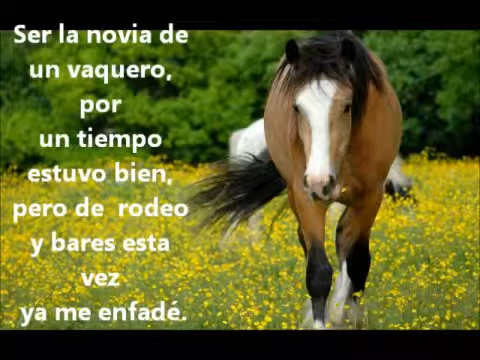 Ser la novia de
un vaquero,
por
un tiempo
estuvo bien,
pero de rodeo
y bares esta
vez
ya me enfadé.